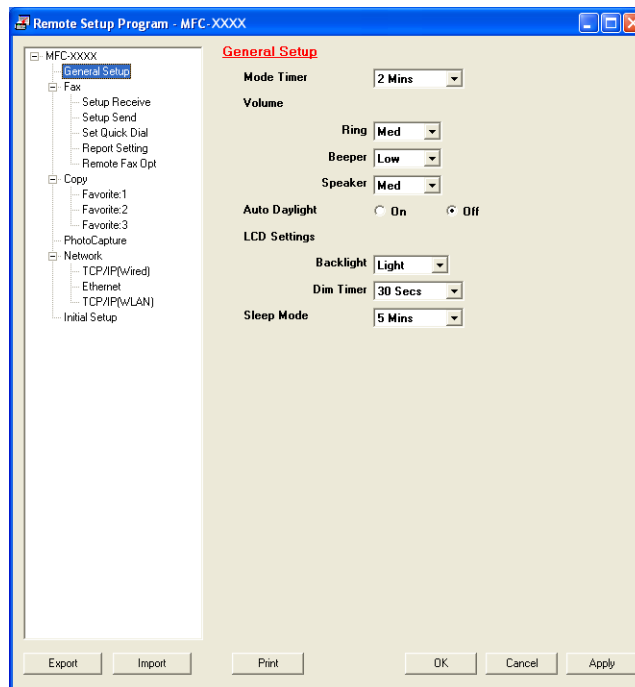 Remote Setup Program - MFC-XXXX
MFC-XXXX
General Setup
Fax
Setup Receive
Setup Send
Set Quick Dial
Report Setting
Remote Fax Opt
Copy
Favorite:1
Favorite:2
Favorite:3
PhotoCapture
Network
TCP/IP(Wired)
Ethernet
TCP/IP(WLAN)
Initial Setup
General Setup
Mode Timer 2 Mins
Volume
Ring Med
Beeper Low
Speaker Med
Auto Daylight On Off
LCD Settings
Backlight Light
Dim Timer 30 Secs
Sleep Mode 5 Mins
Export Import Print OK Cancel Apply